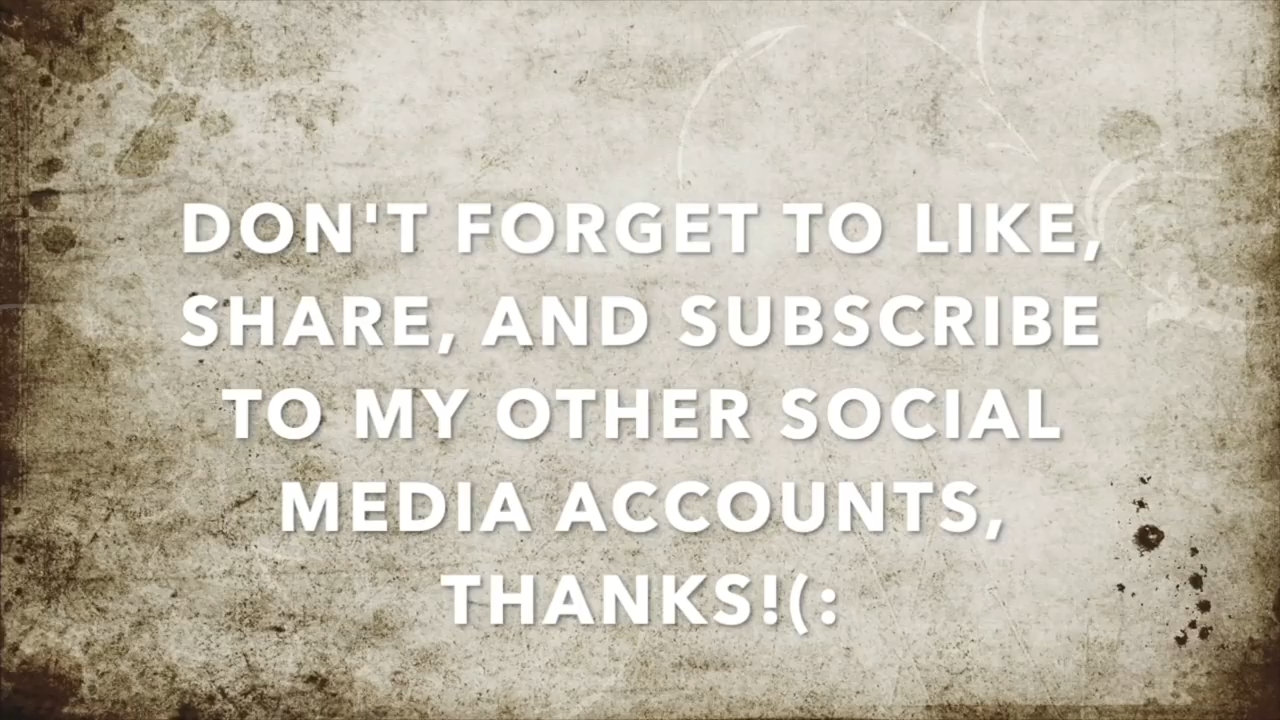 DON'T FORGET TO LIKE,
SHARE, AND SUBSCRIBE
TO MY OTHER SOCIAL
MEDIA ACCOUNTS,
THANKS!(: